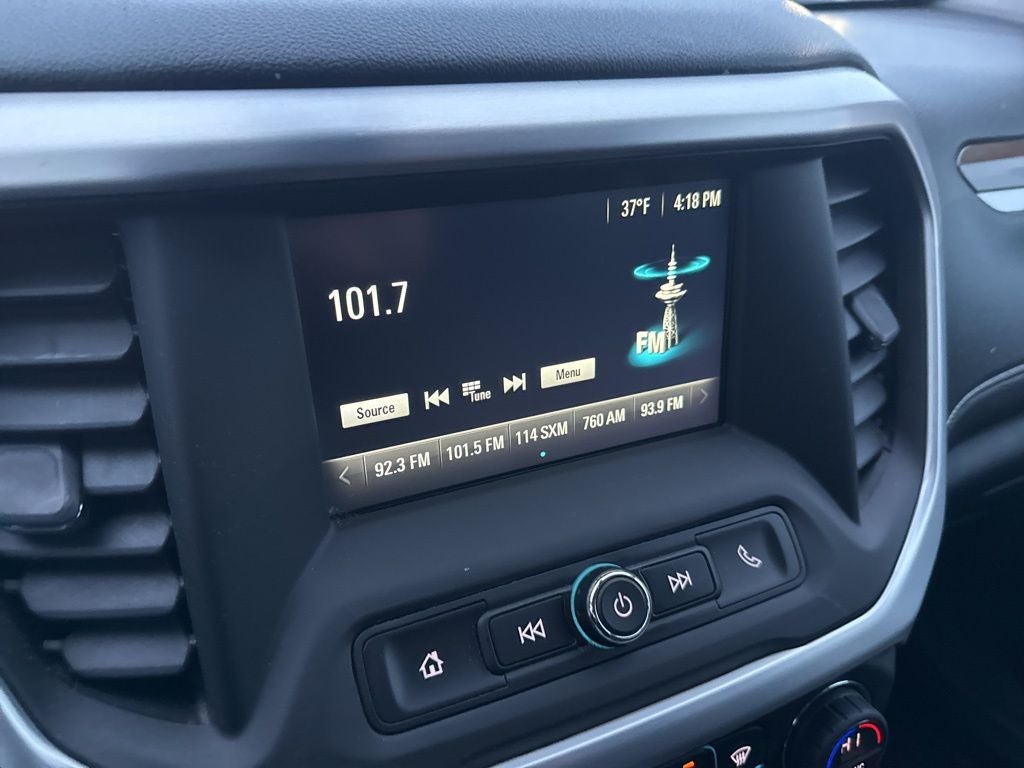 37°F 4:18 PM
101.7
FM
Source Tune Menu
92.3 FM 101.5 FM 114 SXM 760 AM 93.9 FM
HI